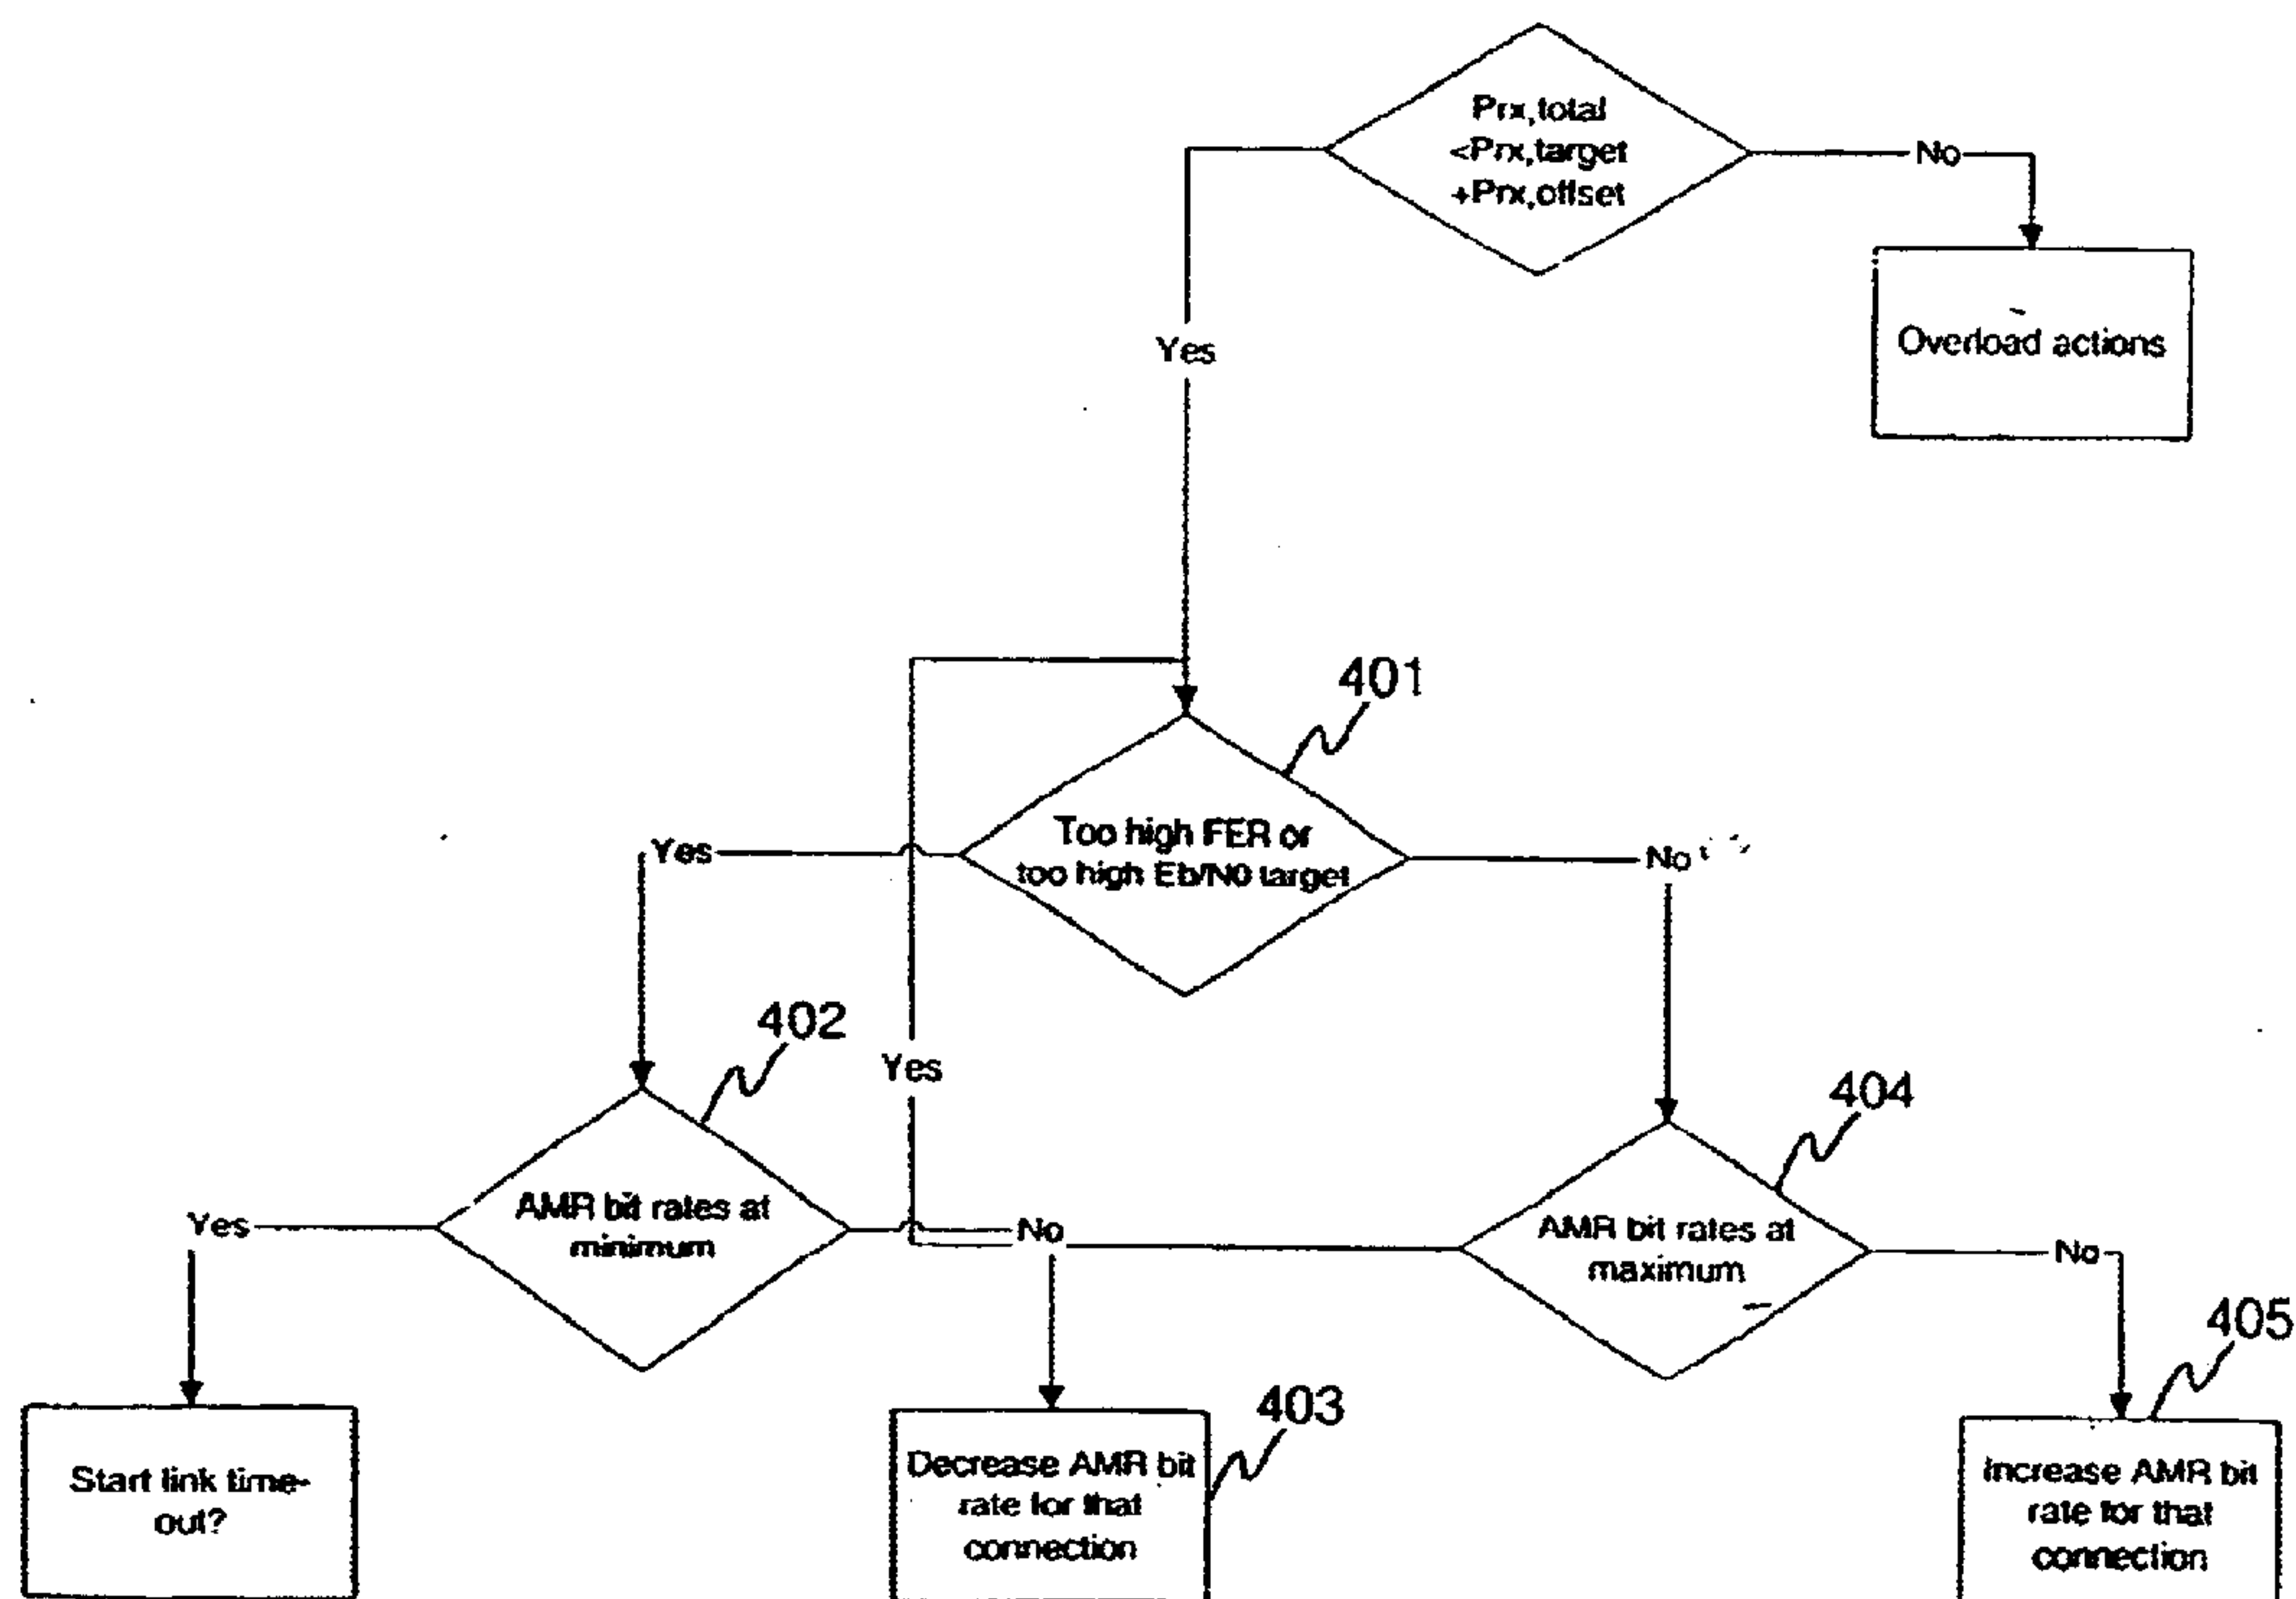 Prx,total
<Prx,target
+Prx,offset
No
Overload actions
Yes
401
Too high FER or
too high Eb/N0 target
Yes
No
402
Yes
404
AMR bit rates at
minimum
Yes
No
AMR bit rates at
maximum
No
405
403
Start link time-
out?
Decrease AMR bit
rate for that
connection
Increase AMR bit
rate for that
connection